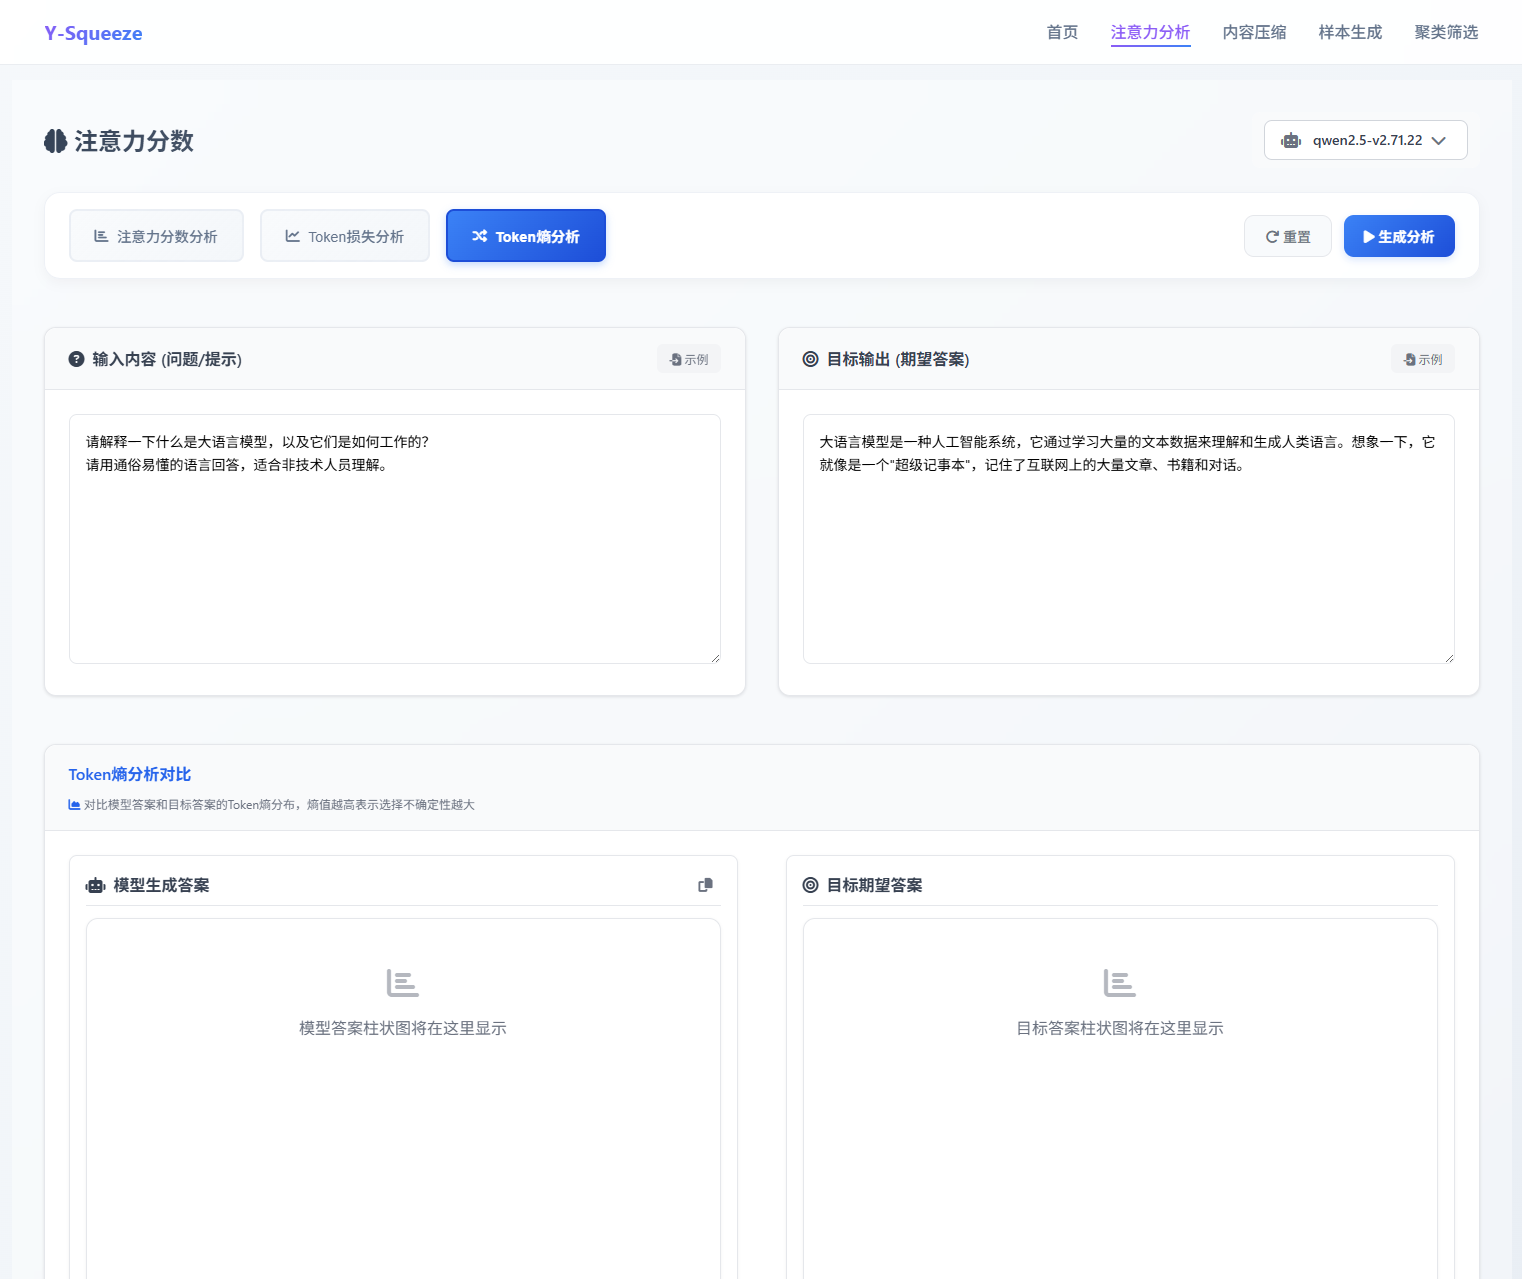 Y-Squeeze
首页
注意力分析
内容压缩
样本生成
聚类筛选
注意力分数
qwen2.5-v2.71.22
注意力分数分析
Token损失分析
Token熵分析
重置
生成分析
输入内容 (问题/提示)
示例
请解释一下什么是大语言模型，以及它们是如何工作的？
请用通俗易懂的语言回答，适合非技术人员理解。
目标输出 (期望答案)
示例
大语言模型是一种人工智能系统，它通过学习大量的文本数据来理解和生成人类语言。想象一下，它
就像是一个"超级记事本"，记住了互联网上的大量文章、书籍和对话。
Token熵分析对比
对比模型答案和目标答案的Token熵分布，熵值越高表示选择不确定性越大
模型生成答案
模型答案柱状图将在这里显示
目标期望答案
目标答案柱状图将在这里显示